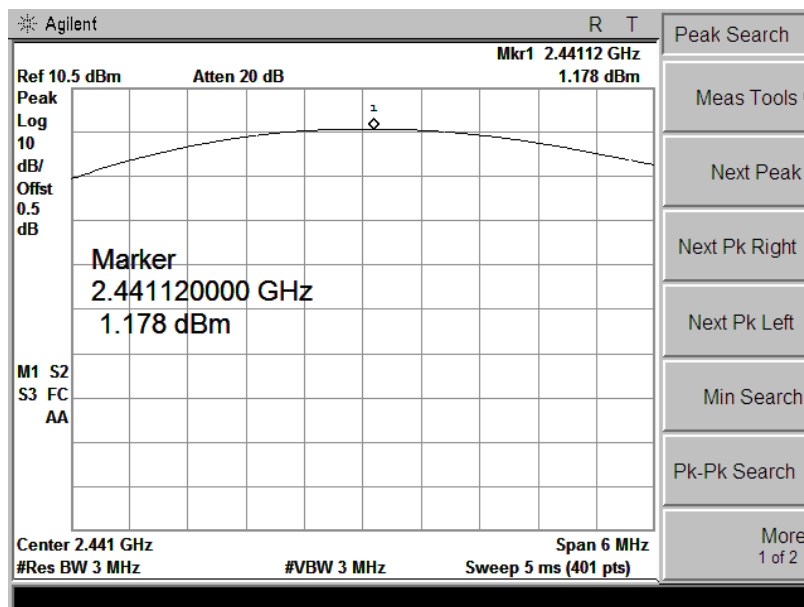 Agilent R T
Peak Search
Mkr1 2.44112 GHz
Ref 10.5 dBm Atten 20 dB 1.178 dBm
Peak
Log
10
dB/
Offst
0.5
dB
1
Marker
2.441120000 GHz
1.178 dBm
M1 S2
S3 FC
AA
Center 2.441 GHz Span 6 MHz
#Res BW 3 MHz #VBW 3 MHz Sweep 5 ms (401 pts)
Meas Tools
Next Peak
Next Pk Right
Next Pk Left
Min Search
Pk-Pk Search
More
1 of 2